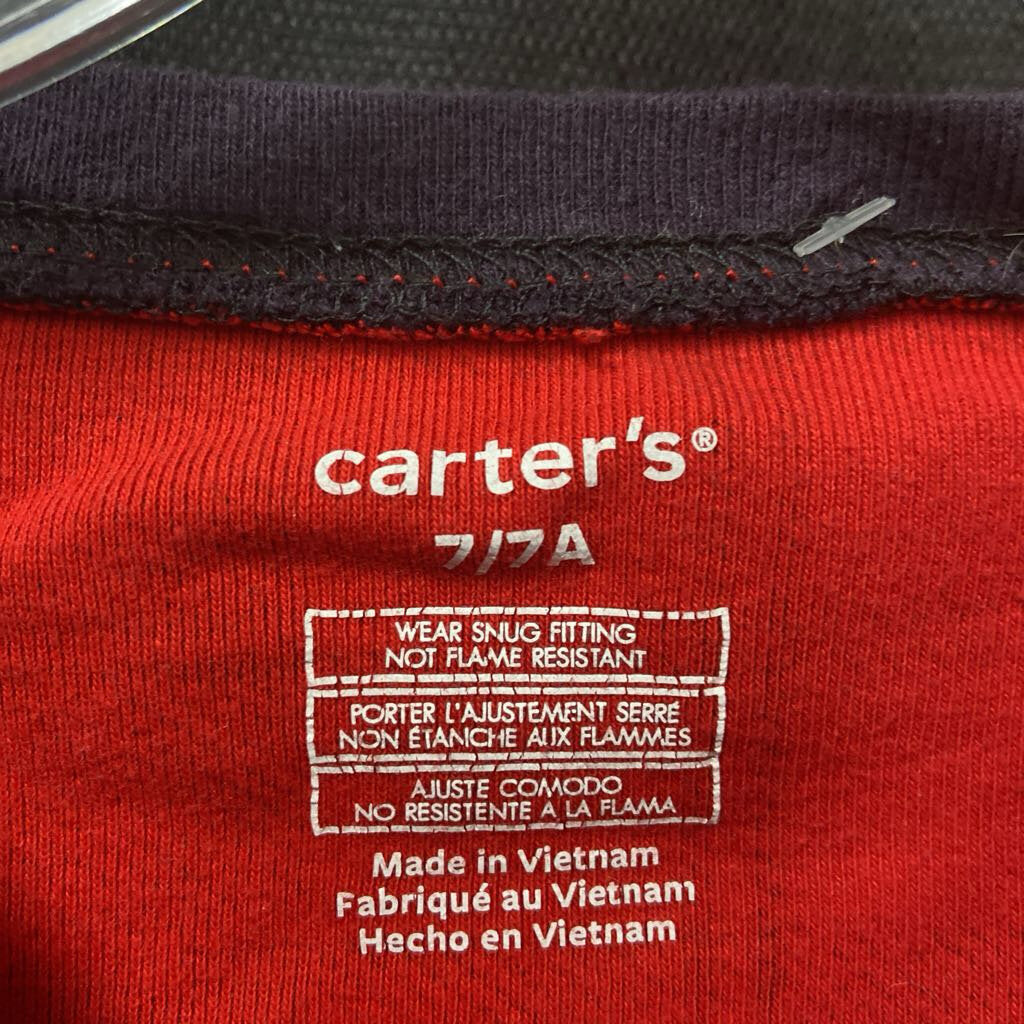 carter's®
7/7A
WEAR SNUG FITTING
NOT FLAME RESISTANT
PORTER L'AJUSTEMENT SERRÉ
NON ÉTANCHE AUX FLAMMES
AJUSTE COMODO
NO RESISTENTE A LA FLAMA
Made in Vietnam
Fabriqué au Vietnam
Hecho en Vietnam